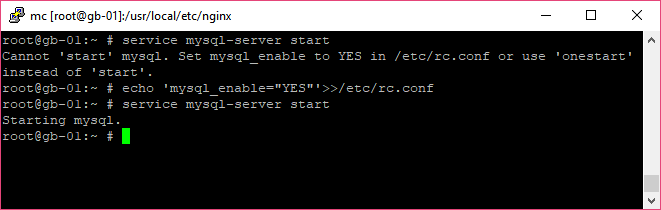 mc [root@gb-01]:/usr/local/etc/nginx
root@gb-01:~ # service mysql-server start
Cannot 'start' mysql. Set mysql_enable to YES in /etc/rc.conf or use 'onestart'
instead of 'start'.
root@gb-01:~ # echo 'mysql_enable="YES"'>>/etc/rc.conf
root@gb-01:~ # service mysql-server start
Starting mysql.
root@gb-01:~ #